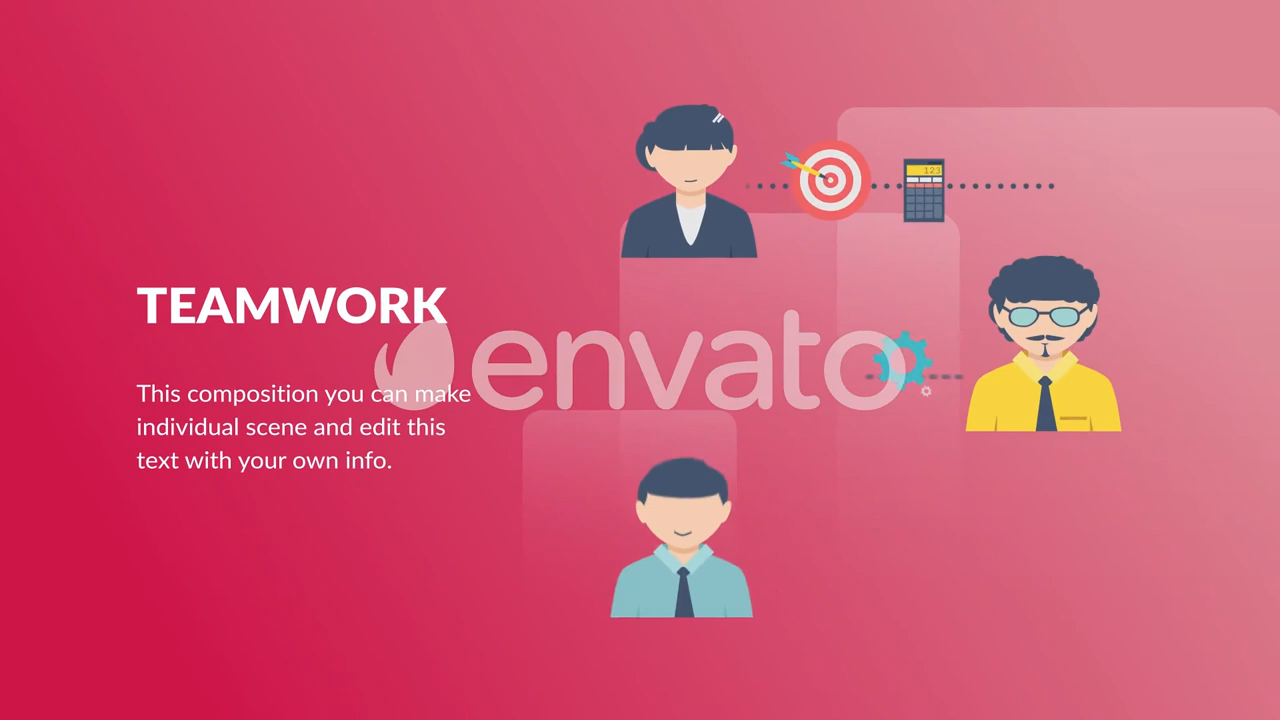 TEAMWORK
This composition you can make
individual scene and edit this
text with your own info.
envato
123